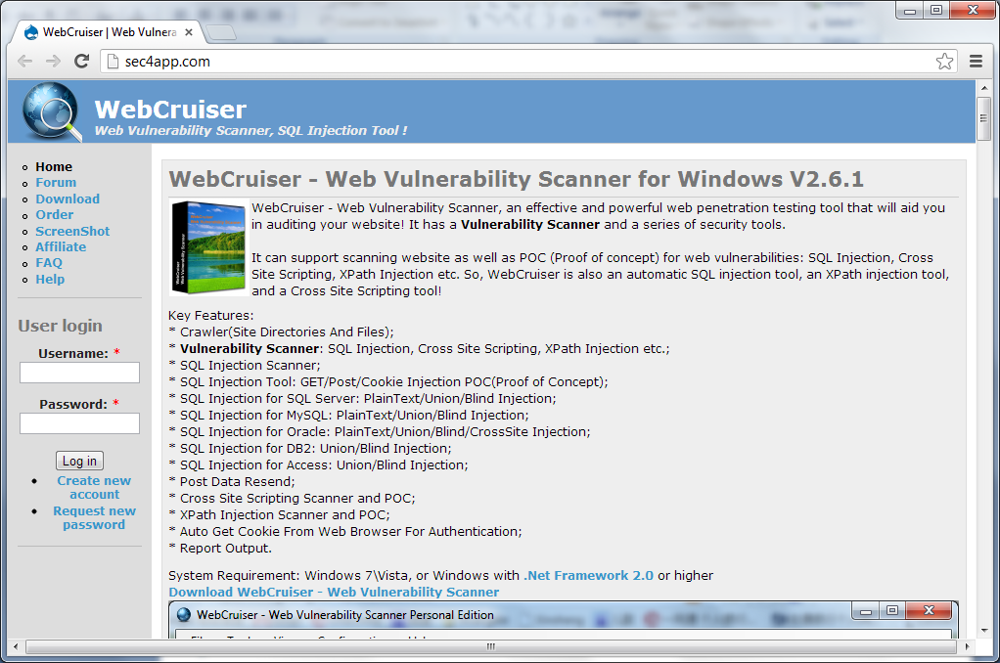 WebCruiser | Web Vulnera
sec4app.com
WebCruiser
Web Vulnerability Scanner, SQL Injection Tool !
Home
Forum
Download
Order
ScreenShot
Affiliate
FAQ
Help
User login
Username: *
Password: *
Log in
Create new
account
Request new
password
WebCruiser - Web Vulnerability Scanner for Windows V2.6.1
WebCruiser - Web Vulnerability Scanner, an effective and powerful web penetration testing tool that will aid you
in auditing your website! It has a Vulnerability Scanner and a series of security tools.
It can support scanning website as well as POC (Proof of concept) for web vulnerabilities: SQL Injection, Cross
Site Scripting, XPath Injection etc. So, WebCruiser is also an automatic SQL injection tool, an XPath injection tool,
and a Cross Site Scripting tool!
Key Features:
* Crawler(Site Directories And Files);
* Vulnerability Scanner: SQL Injection, Cross Site Scripting, XPath Injection etc.;
* SQL Injection Scanner;
* SQL Injection Tool: GET/Post/Cookie Injection POC(Proof of Concept);
* SQL Injection for SQL Server: PlainText/Union/Blind Injection;
* SQL Injection for MySQL: PlainText/Union/Blind Injection;
* SQL Injection for Oracle: PlainText/Union/Blind/CrossSite Injection;
* SQL Injection for DB2: Union/Blind Injection;
* SQL Injection for Access: Union/Blind Injection;
* Post Data Resend;
* Cross Site Scripting Scanner and POC;
* XPath Injection Scanner and POC;
* Auto Get Cookie From Web Browser For Authentication;
* Report Output.
System Requirement: Windows 7\Vista, or Windows with .Net Framework 2.0 or higher
Download WebCruiser - Web Vulnerability Scanner
WebCruiser - Web Vulnerability Scanner Personal Edition